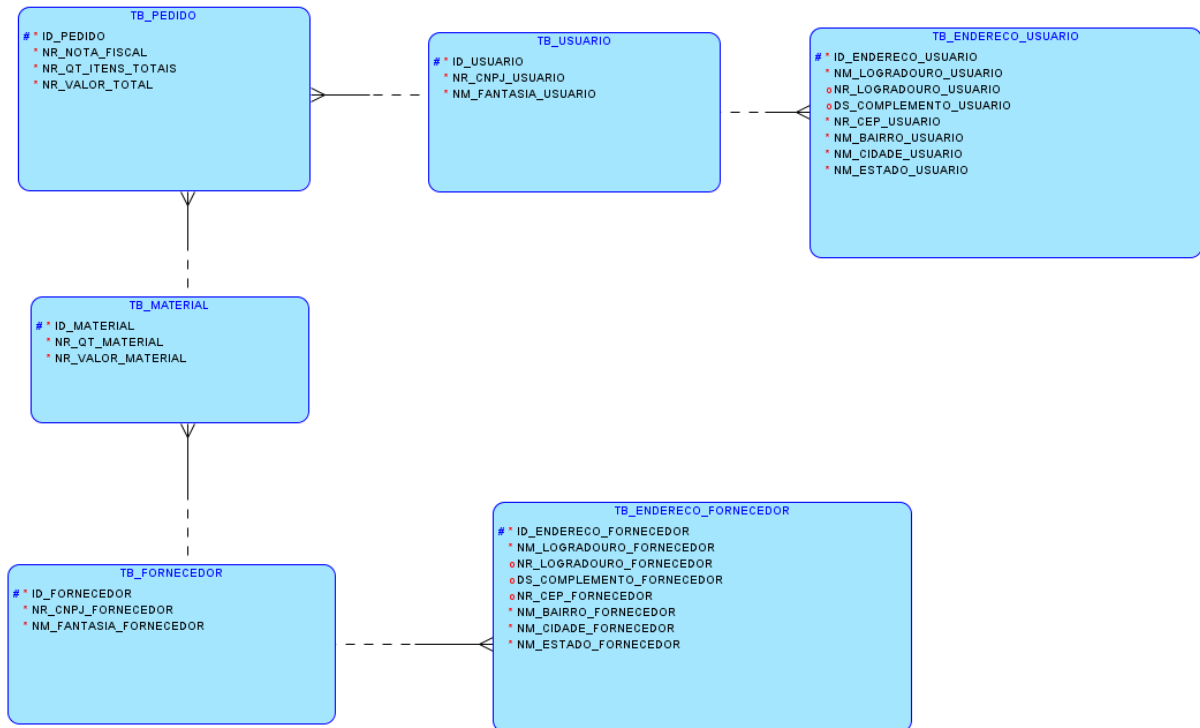 TB_PEDIDO
# * ID_PEDIDO
* NR_NOTA_FISCAL
* NR_QT_ITENS_TOTAIS
* NR_VALOR_TOTAL
TB_USUARIO
# * ID_USUARIO
* NR_CNPJ_USUARIO
* NM_FANTASIA_USUARIO
TB_ENDERECO_USUARIO
# * ID_ENDERECO_USUARIO
* NM_LOGRADOURO_USUARIO
o NR_LOGRADOURO_USUARIO
o DS_COMPLEMENTO_USUARIO
* NR_CEP_USUARIO
* NM_BAIRRO_USUARIO
* NM_CIDADE_USUARIO
* NM_ESTADO_USUARIO
TB_MATERIAL
# * ID_MATERIAL
* NR_QT_MATERIAL
* NR_VALOR_MATERIAL
TB_FORNECEDOR
# * ID_FORNECEDOR
* NR_CNPJ_FORNECEDOR
* NM_FANTASIA_FORNECEDOR
TB_ENDERECO_FORNECEDOR
# * ID_ENDERECO_FORNECEDOR
* NM_LOGRADOURO_FORNECEDOR
o NR_LOGRADOURO_FORNECEDOR
o DS_COMPLEMENTO_FORNECEDOR
o NR_CEP_FORNECEDOR
* NM_BAIRRO_FORNECEDOR
* NM_CIDADE_FORNECEDOR
* NM_ESTADO_FORNECEDOR